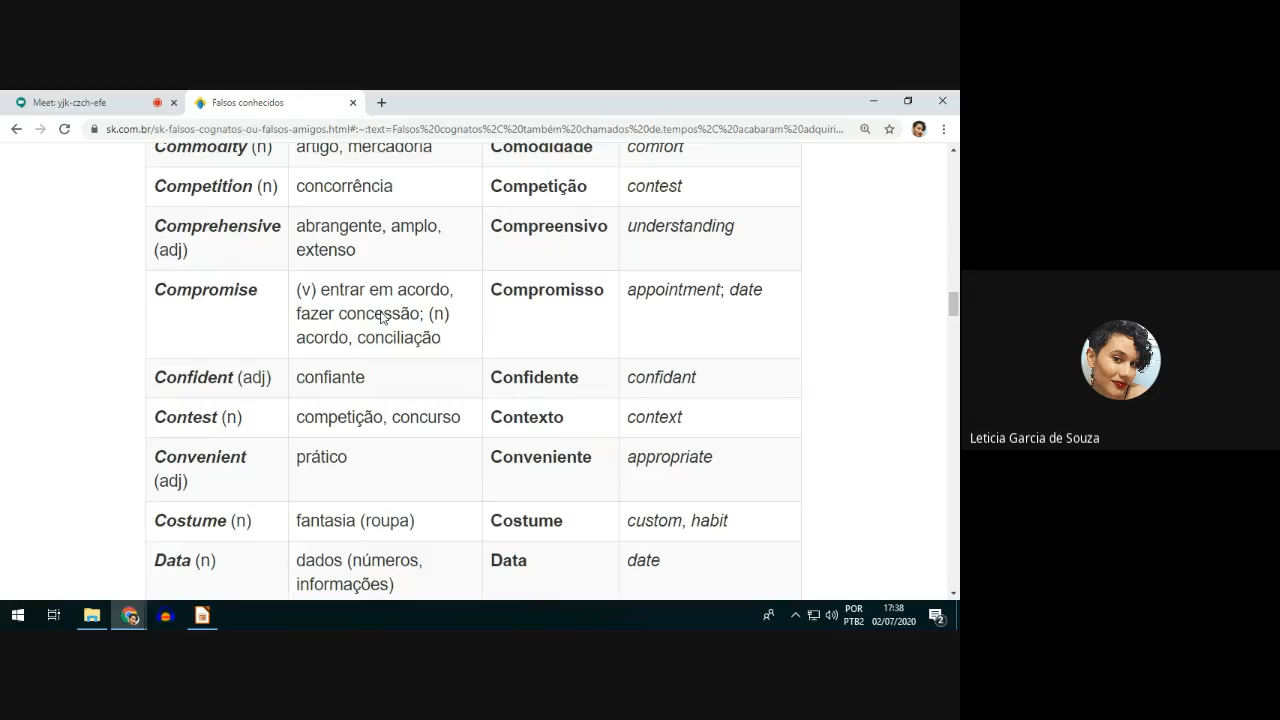 Meet: yjk-czch-efe
Falsos conhecidos
sk.com.br/sk-falsos-cognatos-ou-falsos-amigos.html#:~:text=Falsos%20cognatos%2C%20também%20chamados%20de,tempos%2C%20acabaram%20adquiri...
Commodity (n) artigo, mercadoria Comodidade comfort
Competition (n) concorrência Competição contest
Comprehensive abrangente, amplo, Compreensivo understanding
(adj) extenso
Compromise (v) entrar em acordo, Compromisso appointment; date
fazer concessão; (n)
acordo, conciliação
Confident (adj) confiante Confidente confidant
Contest (n) competição, concurso Contexto context
Convenient prático Conveniente appropriate
(adj)
Costume (n) fantasia (roupa) Costume custom, habit
Data (n) dados (números, Data date
informações)
Leticia Garcia de Souza
POR 17:38
PTB2 02/07/2020 2